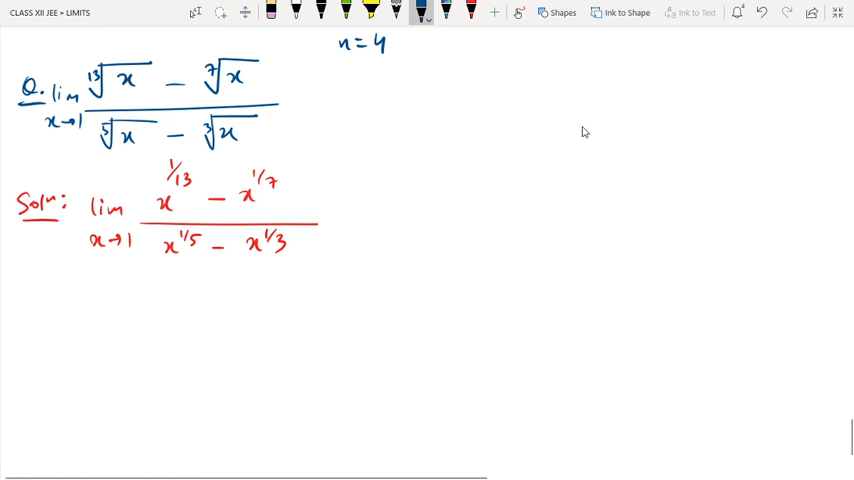 CLASS XII JEE » LIMITS
Shapes Ink to Shape Ink to Text
n = 4
Q. lim x→1 (¹³√x − ⁷√x) / (⁵√x − ³√x)
Solⁿ: lim x→1 (x^1/13 − x^1/7) / (x^1/5 − x^1/3)